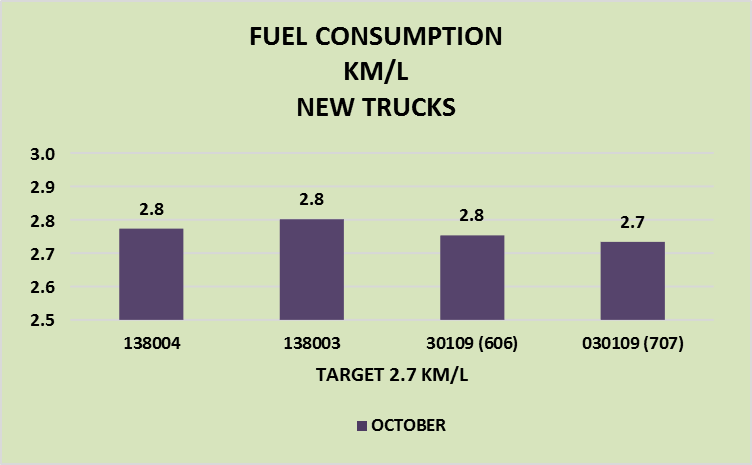 FUEL CONSUMPTION
KM/L
NEW TRUCKS
3.0
2.9
2.8
2.7
2.6
2.5
2.8
2.8
2.8
2.7
138004
138003
30109 (606)
030109 (707)
TARGET 2.7 KM/L
OCTOBER